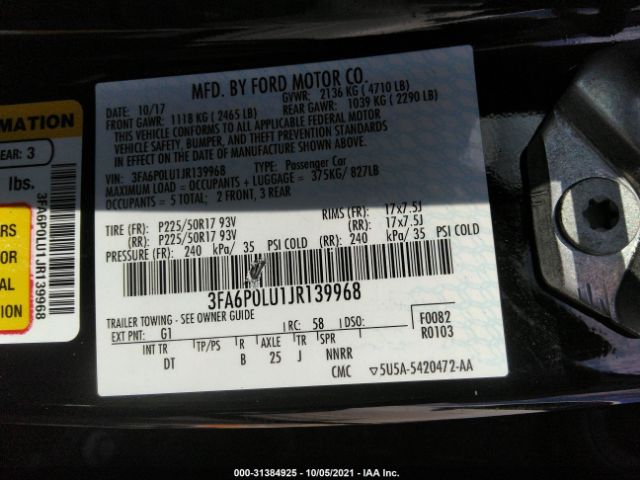 MFD. BY FORD MOTOR CO.
DATE: 10/17 GVWR: 2136 KG ( 4710 LB)
FRONT GAWR: 1118 KG ( 2465 LB) REAR GAWR: 1039 KG ( 2290 LB)
THIS VEHICLE CONFORMS TO ALL APPLICABLE FEDERAL MOTOR
VEHICLE SAFETY, BUMPER, AND THEFT PREVENTION STANDARDS
IN EFFECT ON THE DATE OF MANUFACTURE SHOWN ABOVE.
VIN: 3FA6P0LU1JR139968 TYPE: Passenger Car
MAXIMUM LOAD = OCCUPANTS + LUGGAGE = 375KG/ 827LB
OCCUPANTS = 5 TOTAL; 2 FRONT, 3 REAR
TIRE (FR): P225/50R17 93V RIMS (FR): 17x7.5J
(RR): P225/50R17 93V (RR): 17x7.5J
PRESSURE (FR): 240 kPa/ 35 PSI COLD (RR): 240 kPa/ 35 PSI COLD
3FA6P0LU1JR139968
TRAILER TOWING - SEE OWNER GUIDE
EXT PNT: G1 RC: 58 DSO: F0082
R0103
INT TR TP/PS R AXLE TR SPR
DT B 25 J NNRR
CMC 5U5A-5420472-AA
RMATION
EAR: 3
lbs.
3FA6P0LU1JR139968
000-31384925 - 10/05/2021 - IAAI.com